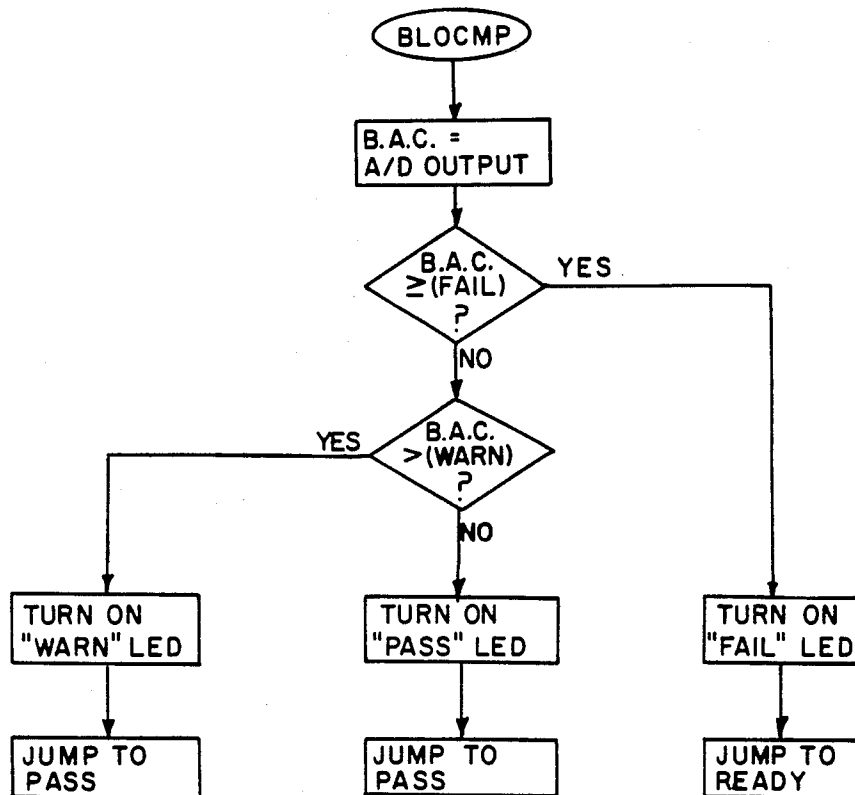 BLOCMP
B.A.C. =
A/D OUTPUT
B.A.C.
≥(FAIL)
?
YES
NO
B.A.C.
>(WARN)
?
YES
NO
TURN ON
"WARN" LED
TURN ON
"PASS" LED
TURN ON
"FAIL" LED
JUMP TO
PASS
JUMP TO
PASS
JUMP TO
READY